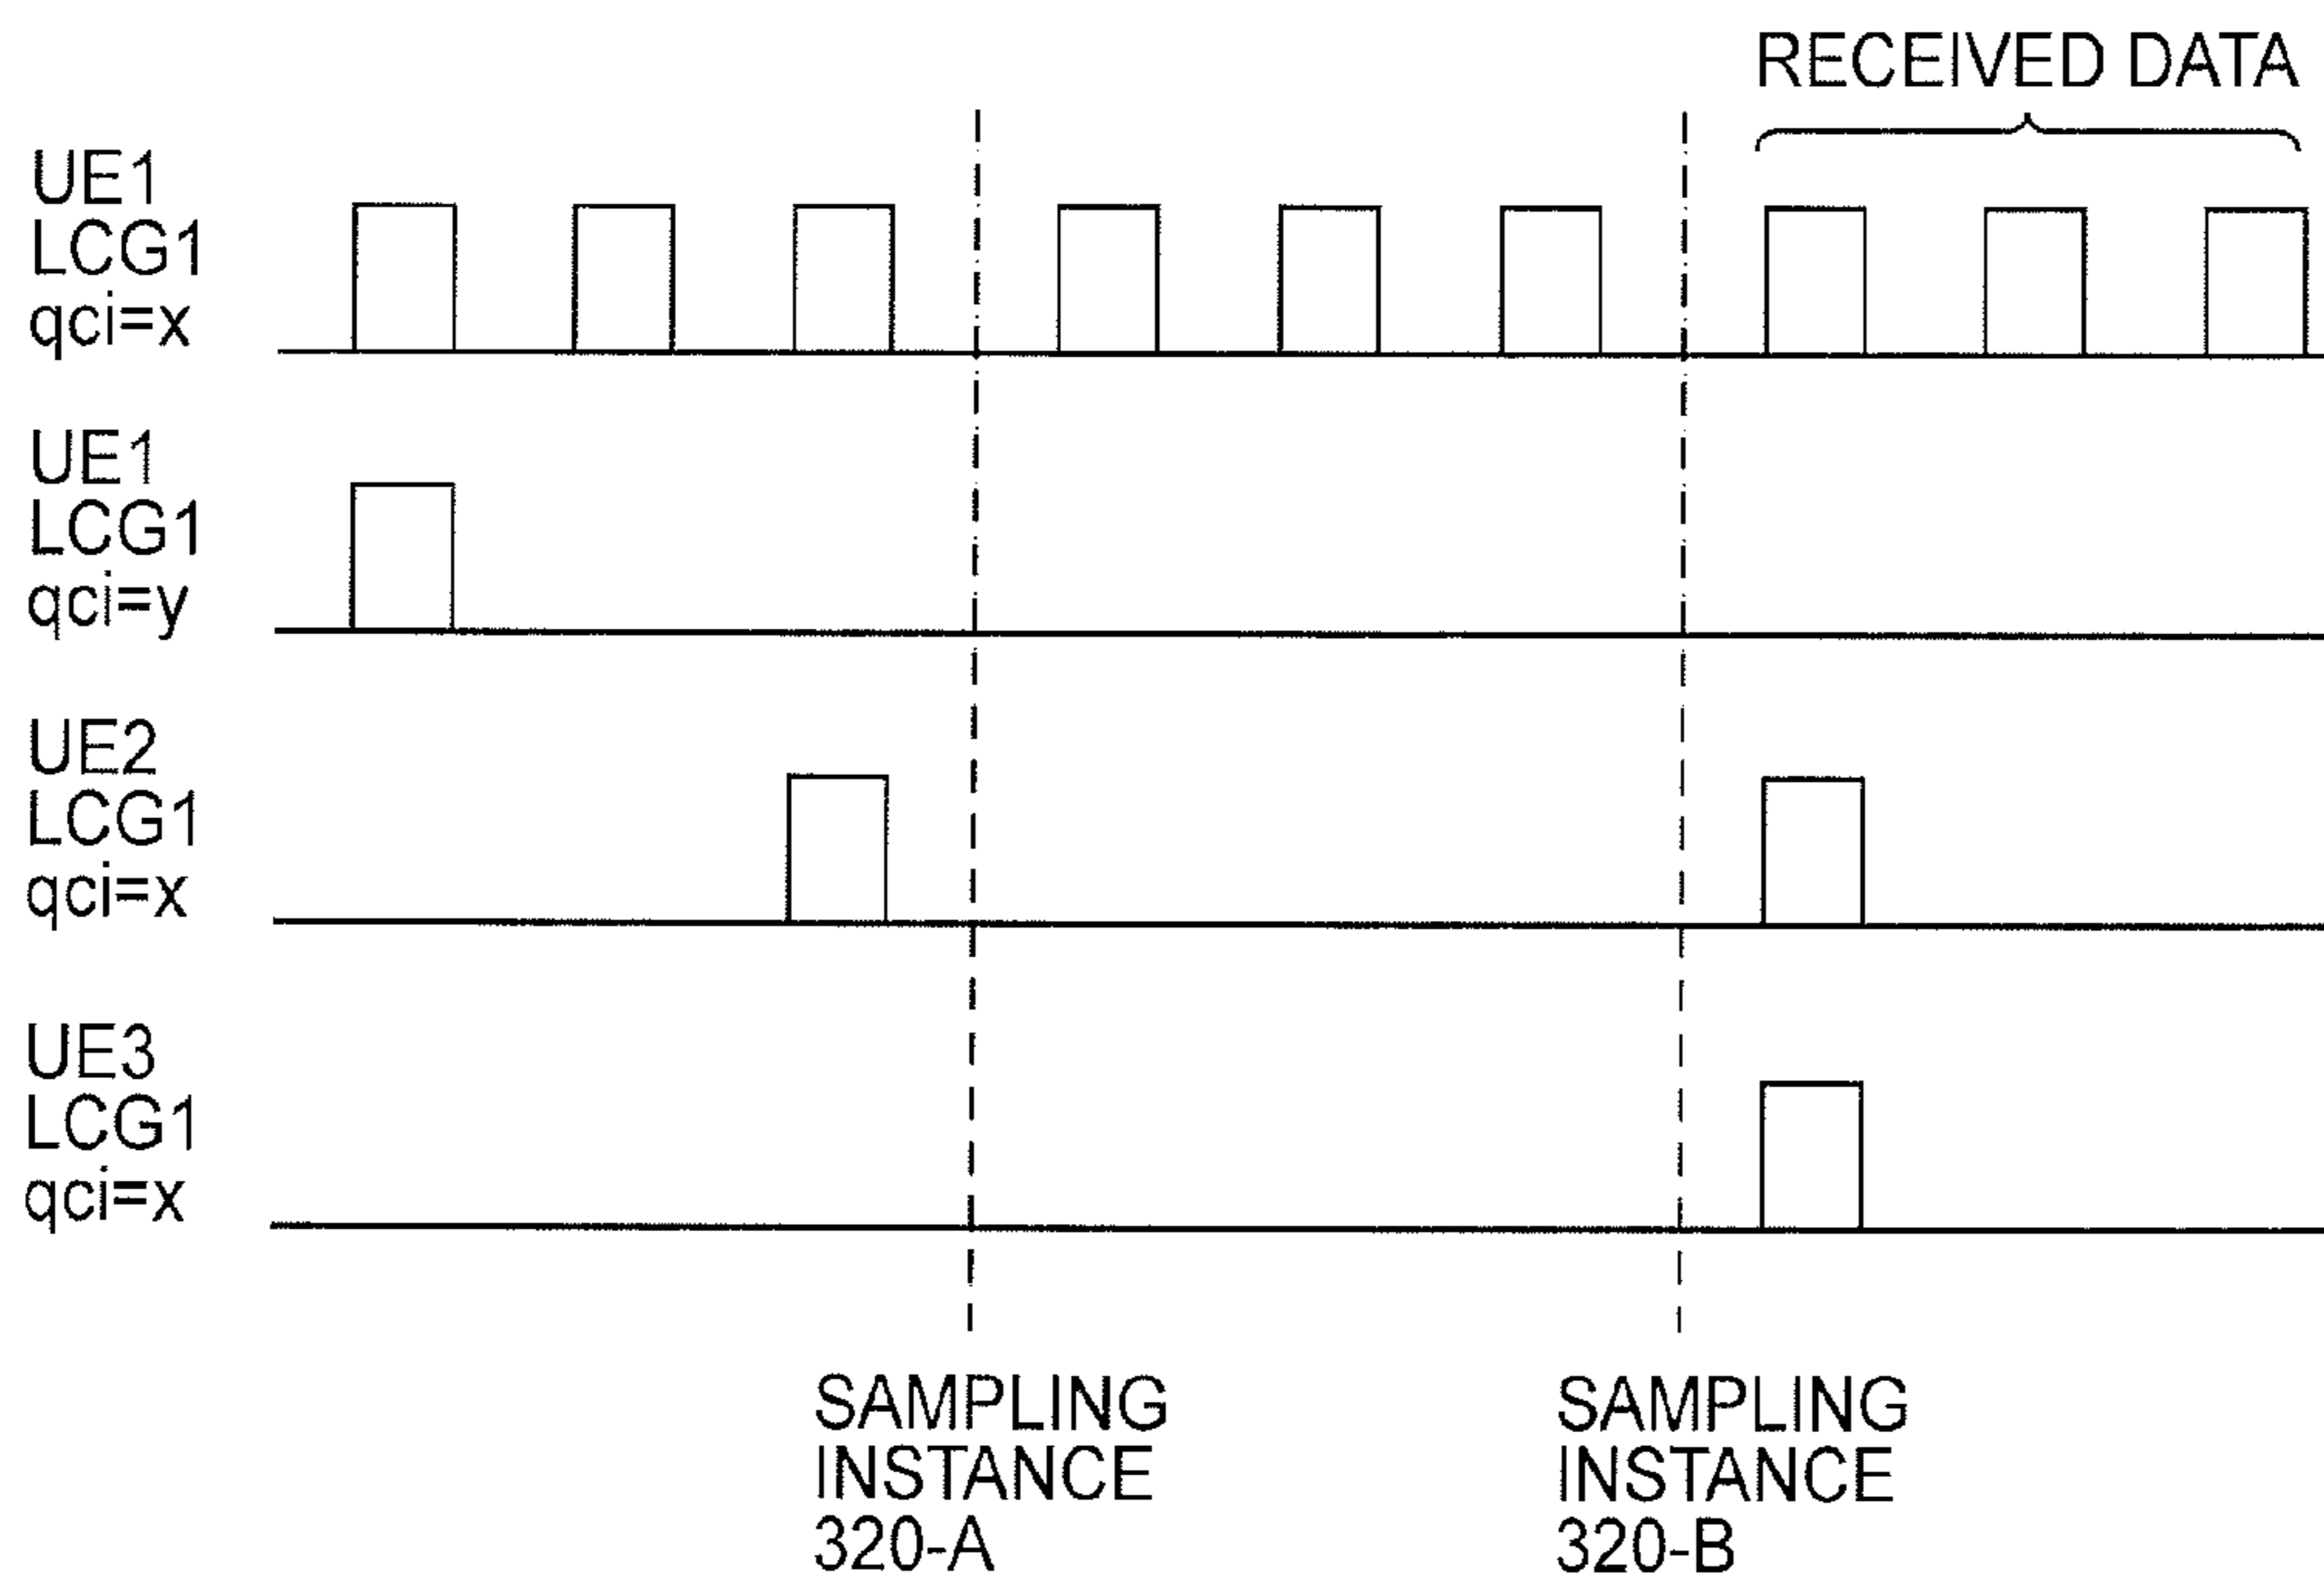 RECEIVED DATA
UE1
LCG1
qci=x
UE1
LCG1
qci=y
UE2
LCG1
qci=x
UE3
LCG1
qci=x
SAMPLING
INSTANCE
320-A
SAMPLING
INSTANCE
320-B